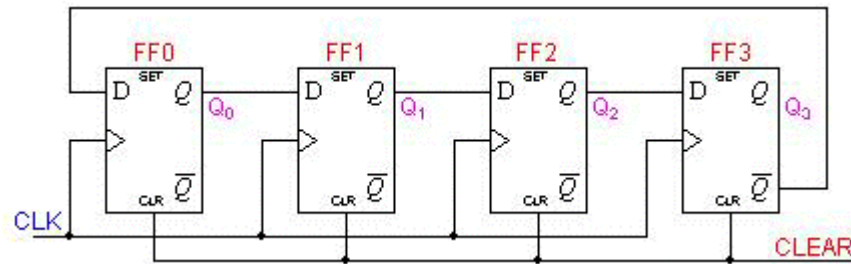 FF0 FF1 FF2 FF3
SET SET SET SET
D Q D Q D Q D Q
Q₀ Q₁ Q₂ Q₃
Q̅ Q̅ Q̅ Q̅
CLR CLR CLR CLR
CLK
CLEAR